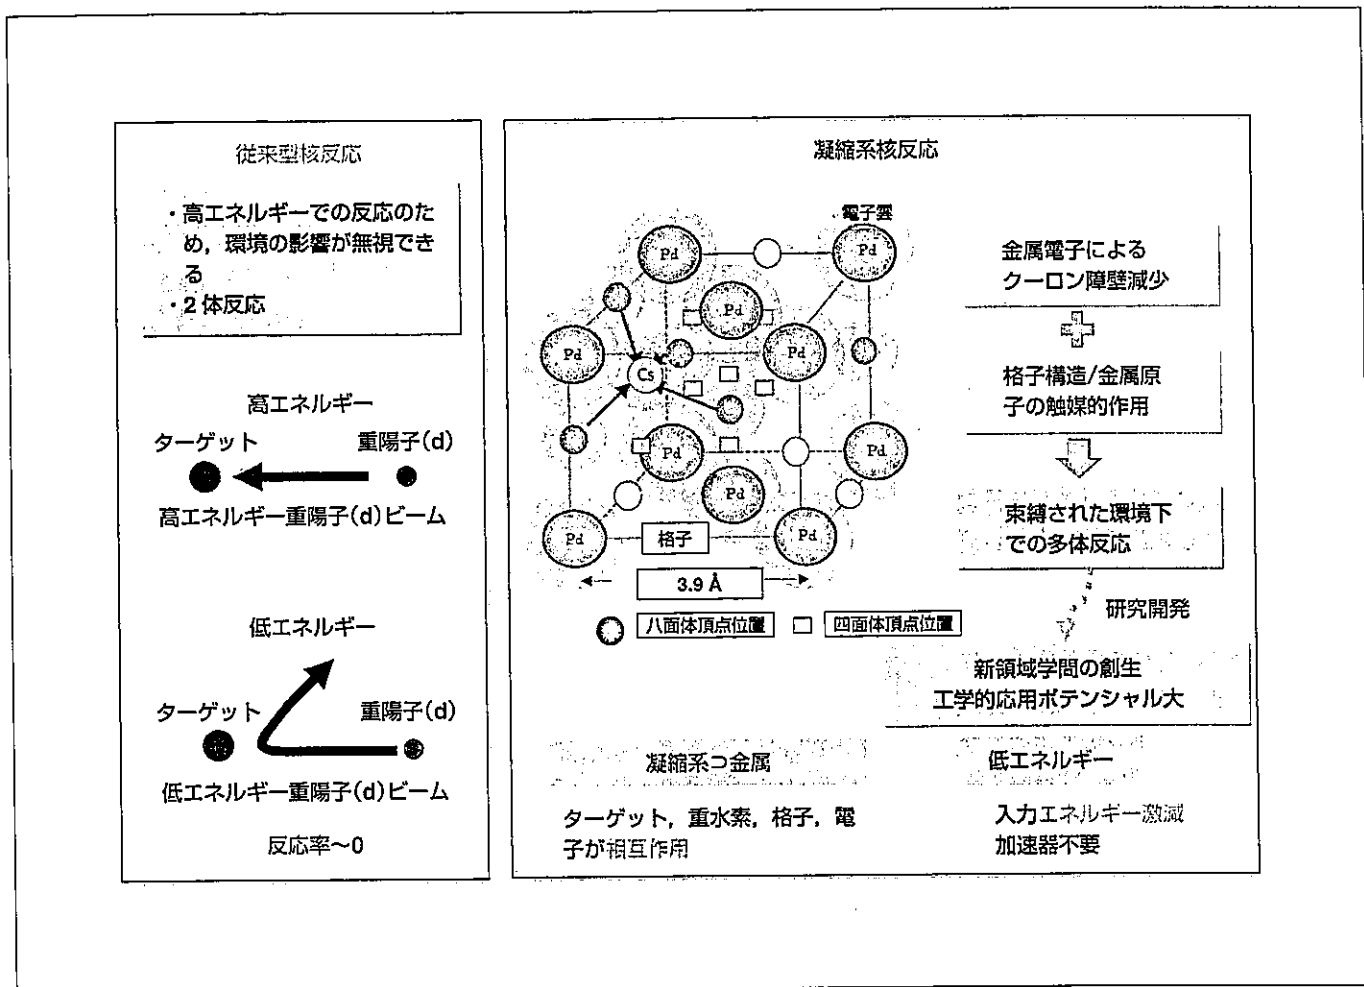 従来型核反応
・高エネルギーでの反応のた
め，環境の影響が無視でき
る
・2体反応
高エネルギー
ターゲット
重陽子(d)
高エネルギー重陽子(d)ビーム
低エネルギー
ターゲット
重陽子(d)
低エネルギー重陽子(d)ビーム
反応率～0
凝縮系核反応
電子雲
Pd
Pd
Pd
Pd
Pd
Cs
Pd
Pd
Pd
Pd
Pd
格子
3.9 Å
八面体頂点位置
四面体頂点位置
金属電子による
クーロン障壁減少
格子構造/金属原
子の触媒的作用
束縛された環境下
での多体反応
研究開発
新領域学問の創生
工学的応用ポテンシャル大
凝縮系⊃金属
ターゲット，重水素，格子，電
子が相互作用
低エネルギー
入力エネルギー激減
加速器不要